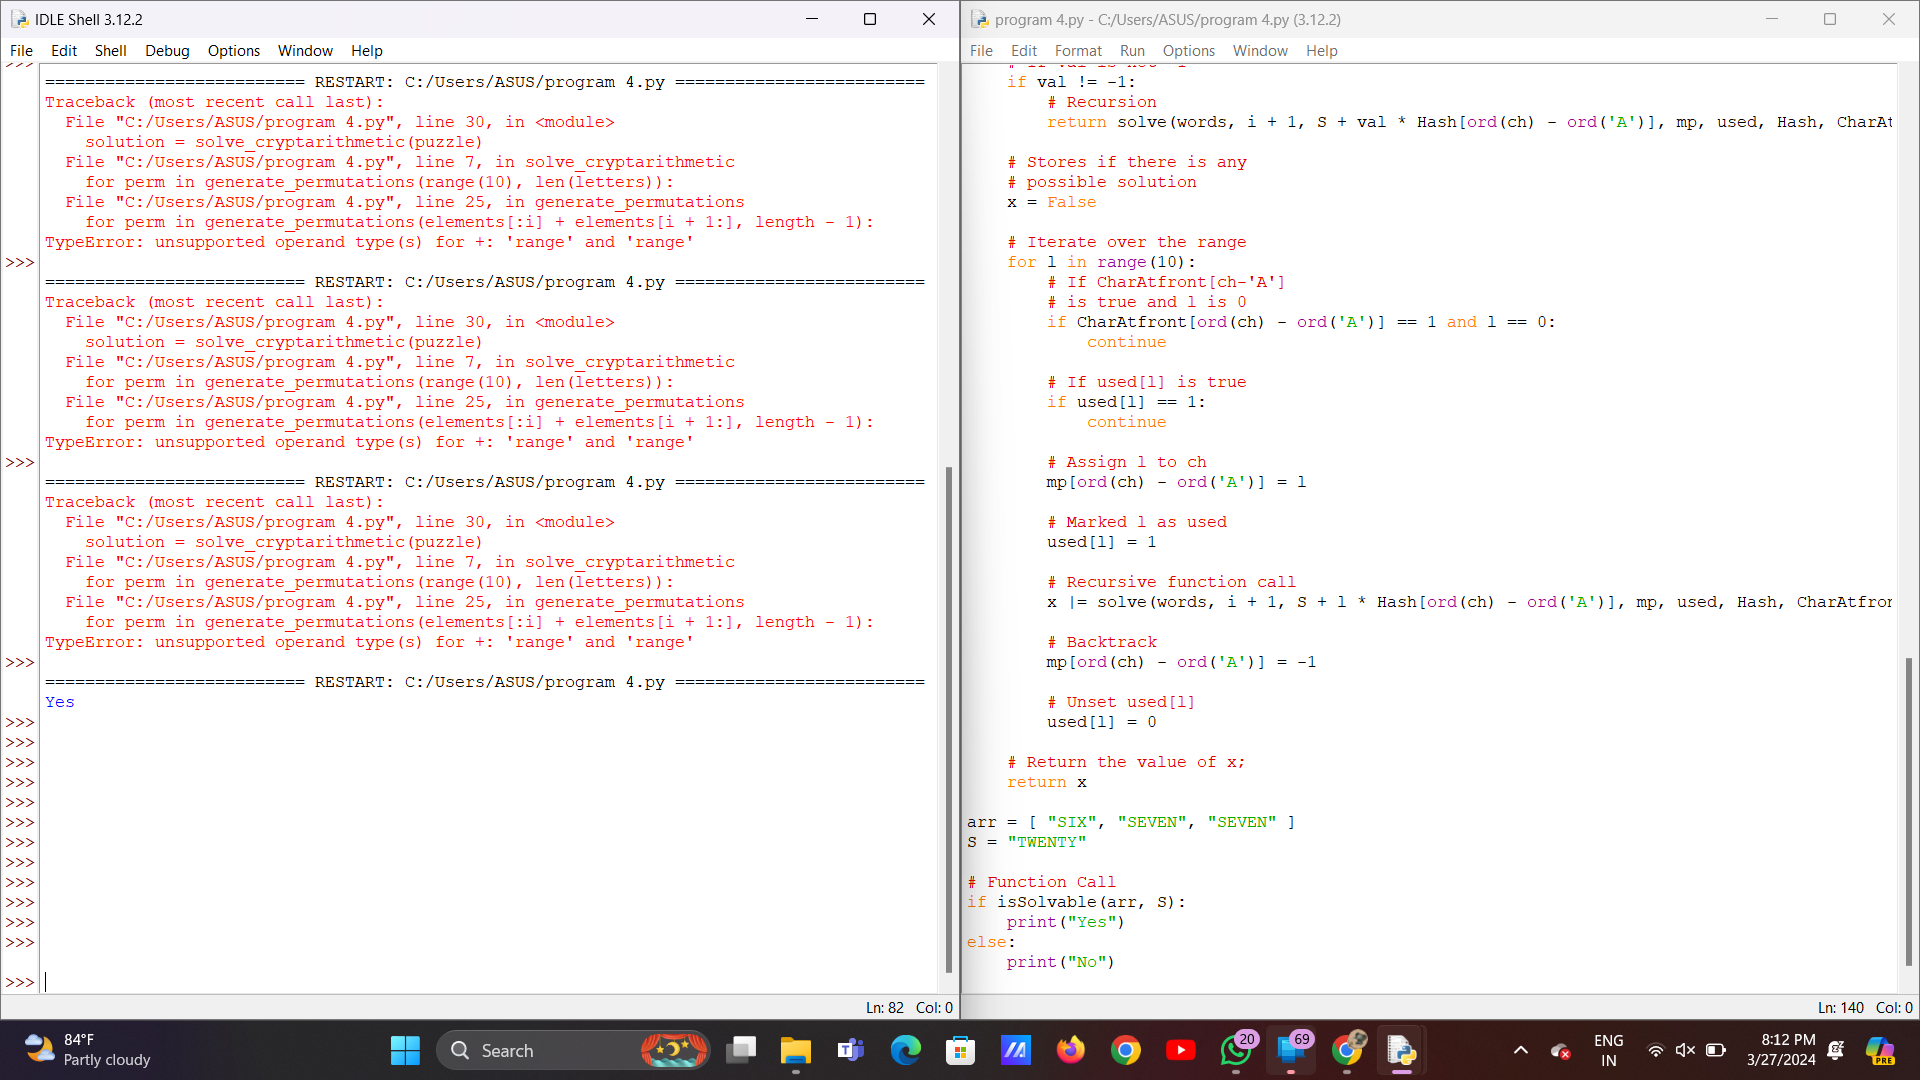 IDLE Shell 3.12.2
File Edit Shell Debug Options Window Help
>>>
========================== RESTART: C:/Users/ASUS/program 4.py =========================
Traceback (most recent call last):
  File "C:/Users/ASUS/program 4.py", line 30, in <module>
    solution = solve_cryptarithmetic(puzzle)
  File "C:/Users/ASUS/program 4.py", line 7, in solve_cryptarithmetic
    for perm in generate_permutations(range(10), len(letters)):
  File "C:/Users/ASUS/program 4.py", line 25, in generate_permutations
    for perm in generate_permutations(elements[:i] + elements[i + 1:], length - 1):
TypeError: unsupported operand type(s) for +: 'range' and 'range'
>>>
========================== RESTART: C:/Users/ASUS/program 4.py =========================
Traceback (most recent call last):
  File "C:/Users/ASUS/program 4.py", line 30, in <module>
    solution = solve_cryptarithmetic(puzzle)
  File "C:/Users/ASUS/program 4.py", line 7, in solve_cryptarithmetic
    for perm in generate_permutations(range(10), len(letters)):
  File "C:/Users/ASUS/program 4.py", line 25, in generate_permutations
    for perm in generate_permutations(elements[:i] + elements[i + 1:], length - 1):
TypeError: unsupported operand type(s) for +: 'range' and 'range'
>>>
========================== RESTART: C:/Users/ASUS/program 4.py =========================
Traceback (most recent call last):
  File "C:/Users/ASUS/program 4.py", line 30, in <module>
    solution = solve_cryptarithmetic(puzzle)
  File "C:/Users/ASUS/program 4.py", line 7, in solve_cryptarithmetic
    for perm in generate_permutations(range(10), len(letters)):
  File "C:/Users/ASUS/program 4.py", line 25, in generate_permutations
    for perm in generate_permutations(elements[:i] + elements[i + 1:], length - 1):
TypeError: unsupported operand type(s) for +: 'range' and 'range'
>>>
========================== RESTART: C:/Users/ASUS/program 4.py =========================
Yes
>>>
>>>
>>>
>>>
>>>
>>>
>>>
>>>
>>>
>>>
>>>
>>>
>>>
Ln: 82 Col: 0
program 4.py - C:/Users/ASUS/program 4.py (3.12.2)
File Edit Format Run Options Window Help
    # If val is not -1
    if val != -1:
        # Recursion
        return solve(words, i + 1, S + val * Hash[ord(ch) - ord('A')], mp, used, Hash, CharAt

    # Stores if there is any
    # possible solution
    x = False

    # Iterate over the range
    for l in range(10):
        # If CharAtfront[ch-'A']
        # is true and l is 0
        if CharAtfront[ord(ch) - ord('A')] == 1 and l == 0:
            continue

        # If used[l] is true
        if used[l] == 1:
            continue

        # Assign l to ch
        mp[ord(ch) - ord('A')] = l

        # Marked l as used
        used[l] = 1

        # Recursive function call
        x |= solve(words, i + 1, S + l * Hash[ord(ch) - ord('A')], mp, used, Hash, CharAtfron

        # Backtrack
        mp[ord(ch) - ord('A')] = -1

        # Unset used[l]
        used[l] = 0

    # Return the value of x;
    return x

arr = [ "SIX", "SEVEN", "SEVEN" ]
S = "TWENTY"

# Function Call
if isSolvable(arr, S):
    print("Yes")
else:
    print("No")
Ln: 140 Col: 0
84°F
Partly cloudy
Search
20
69
ENG
IN
8:12 PM
3/27/2024
PRE